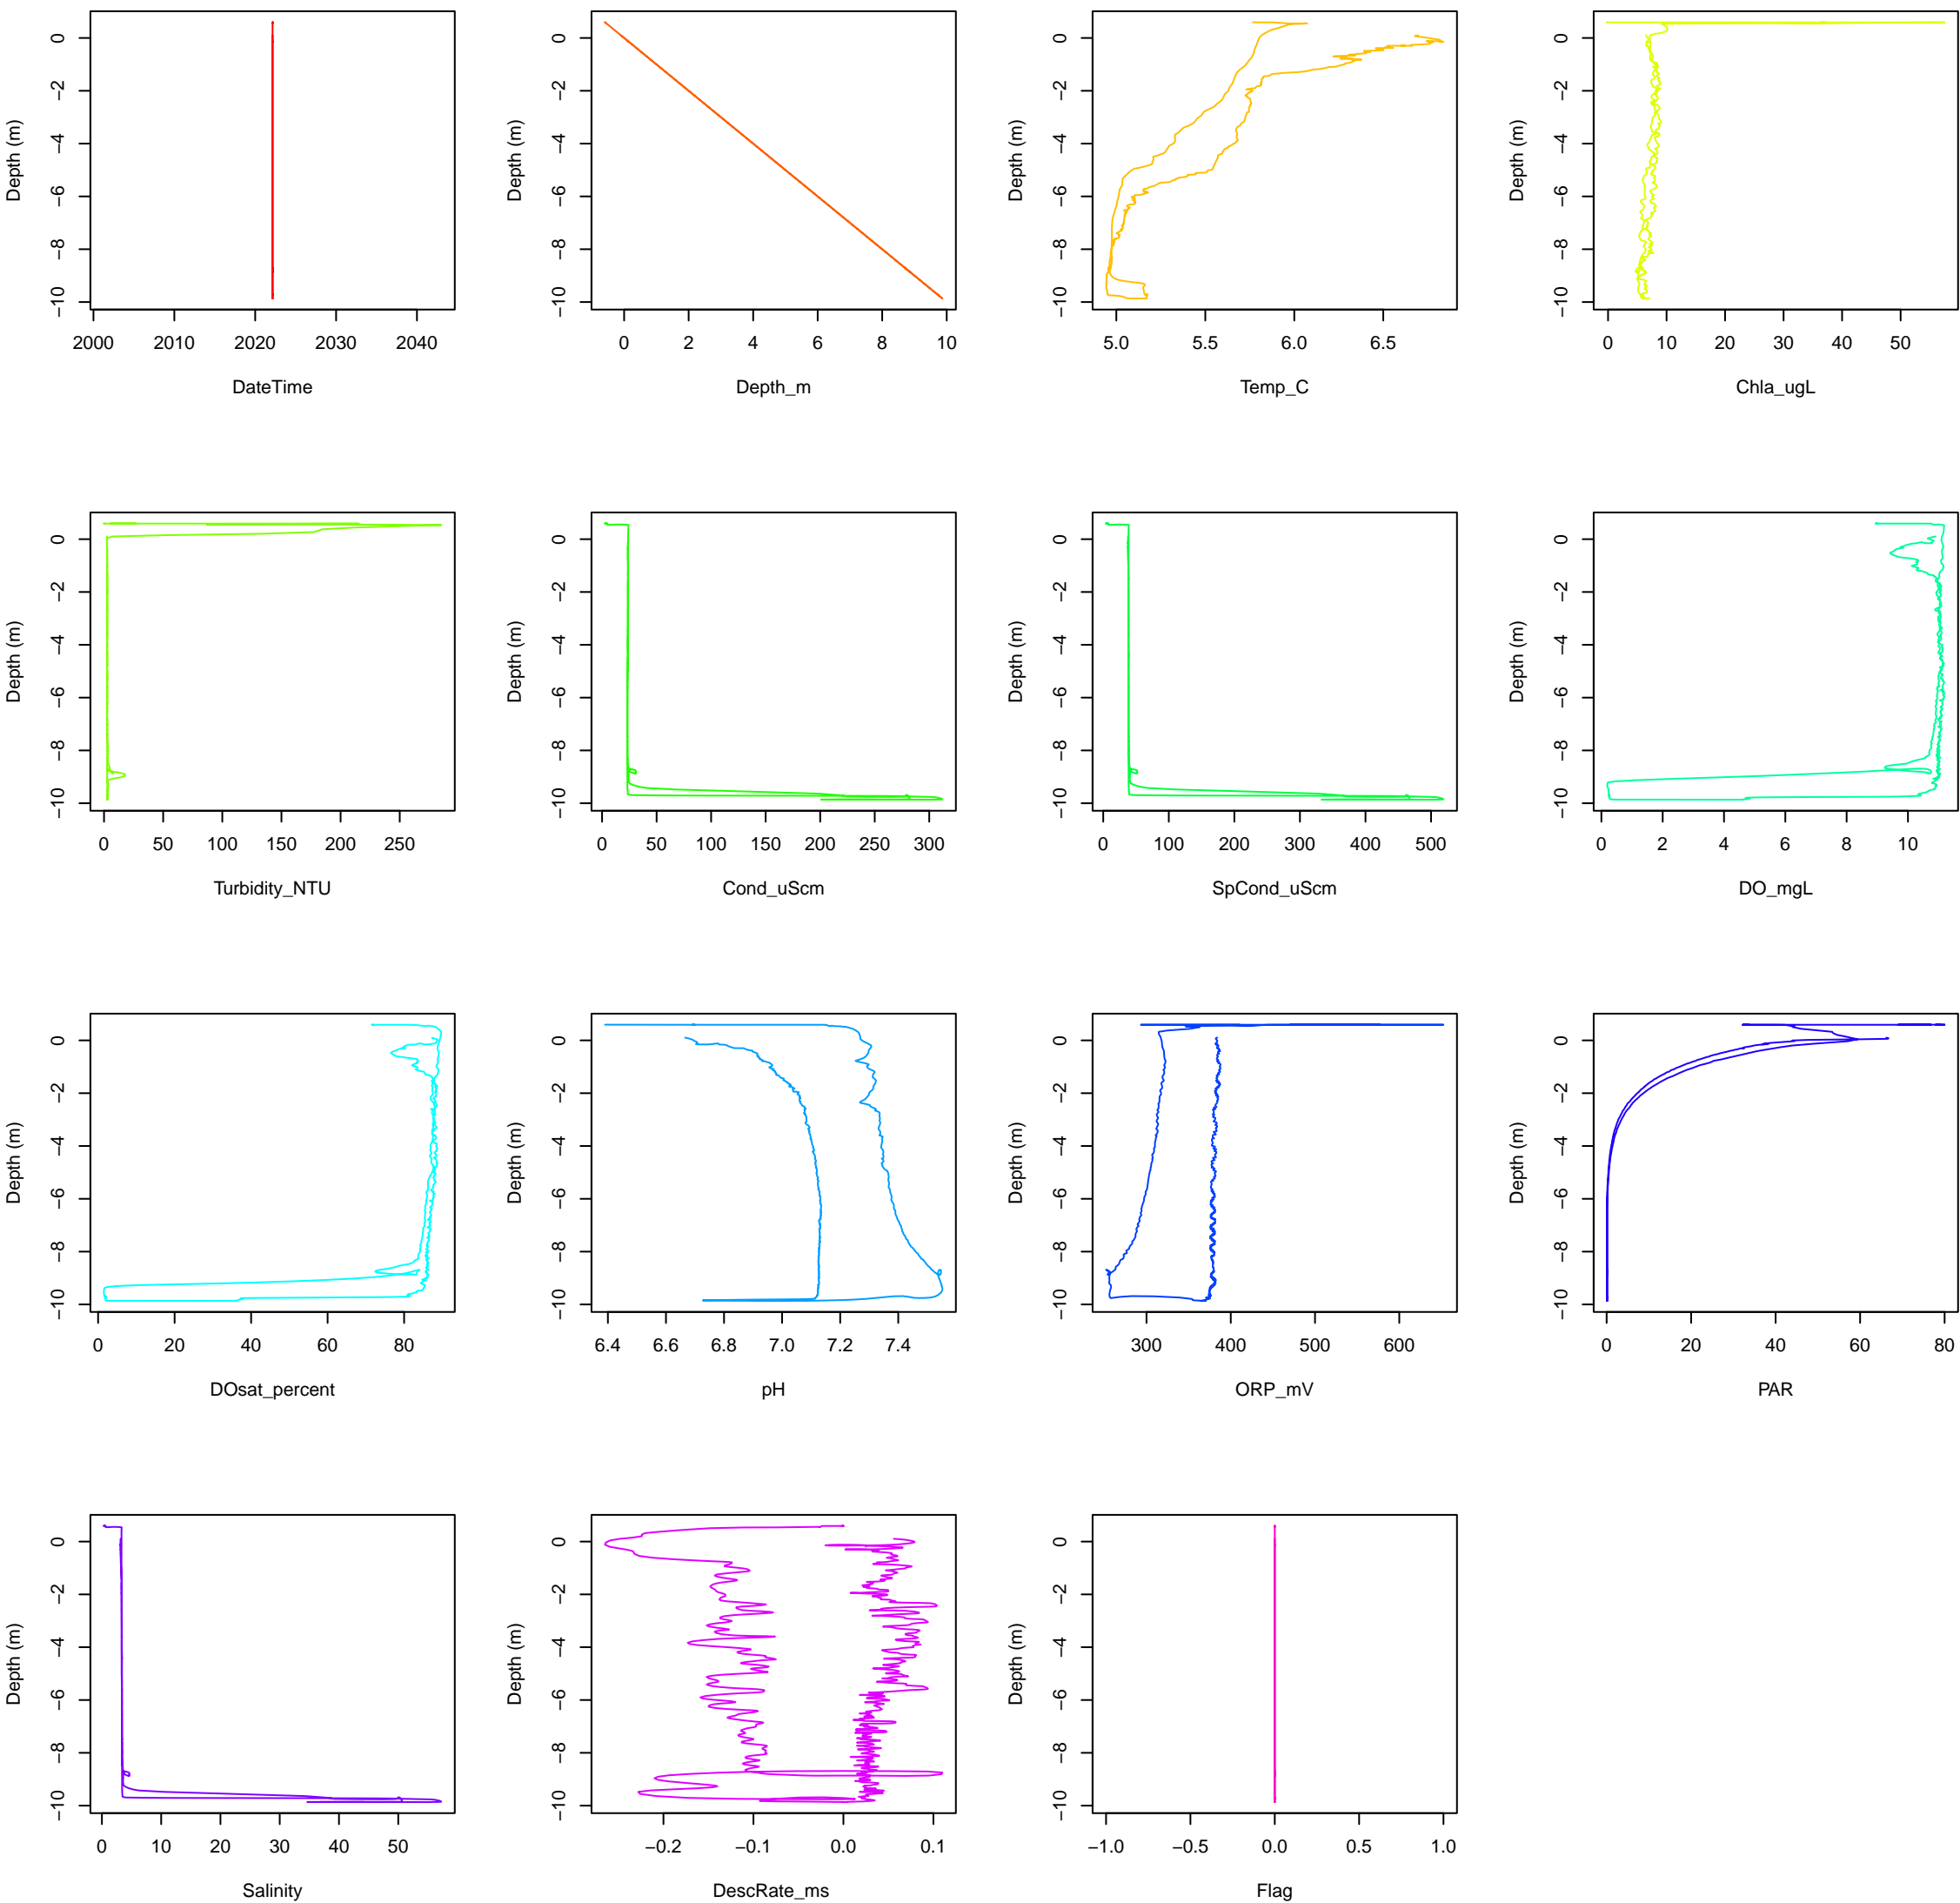 Depth (m)
0
−2
−4
−6
−8
−10
2000 2010 2020 2030 2040
DateTime
Depth (m)
0
−2
−4
−6
−8
−10
0 2 4 6 8 10
Depth_m
Depth (m)
0
−2
−4
−6
−8
−10
5.0 5.5 6.0 6.5
Temp_C
Depth (m)
0
−2
−4
−6
−8
−10
0 10 20 30 40 50
Chla_ugL
Depth (m)
0
−2
−4
−6
−8
−10
0 50 100 150 200 250
Turbidity_NTU
Depth (m)
0
−2
−4
−6
−8
−10
0 50 100 150 200 250 300
Cond_uScm
Depth (m)
0
−2
−4
−6
−8
−10
0 100 200 300 400 500
SpCond_uScm
Depth (m)
0
−2
−4
−6
−8
−10
0 2 4 6 8 10
DO_mgL
Depth (m)
0
−2
−4
−6
−8
−10
0 20 40 60 80
DOsat_percent
Depth (m)
0
−2
−4
−6
−8
−10
6.4 6.6 6.8 7.0 7.2 7.4
pH
Depth (m)
0
−2
−4
−6
−8
−10
300 400 500 600
ORP_mV
Depth (m)
0
−2
−4
−6
−8
−10
0 20 40 60 80
PAR
Depth (m)
0
−2
−4
−6
−8
−10
0 10 20 30 40 50
Salinity
Depth (m)
0
−2
−4
−6
−8
−10
−0.2 −0.1 0.0 0.1
DescRate_ms
Depth (m)
0
−2
−4
−6
−8
−10
−1.0 −0.5 0.0 0.5 1.0
Flag